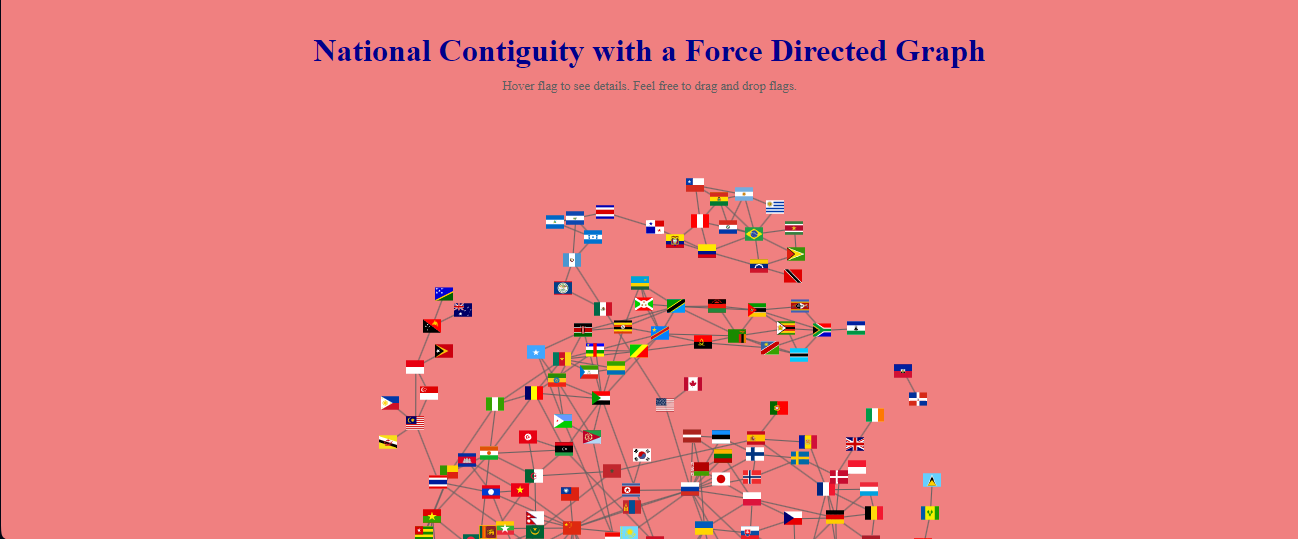 National Contiguity with a Force Directed Graph
Hover flag to see details. Feel free to drag and drop flags.